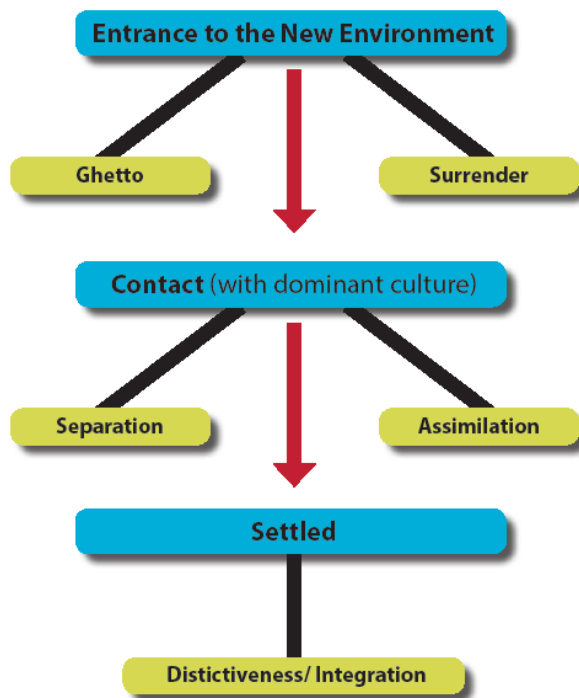 Entrance to the New Environment
Ghetto
Surrender
Contact (with dominant culture)
Separation
Assimilation
Settled
Distictiveness/ Integration